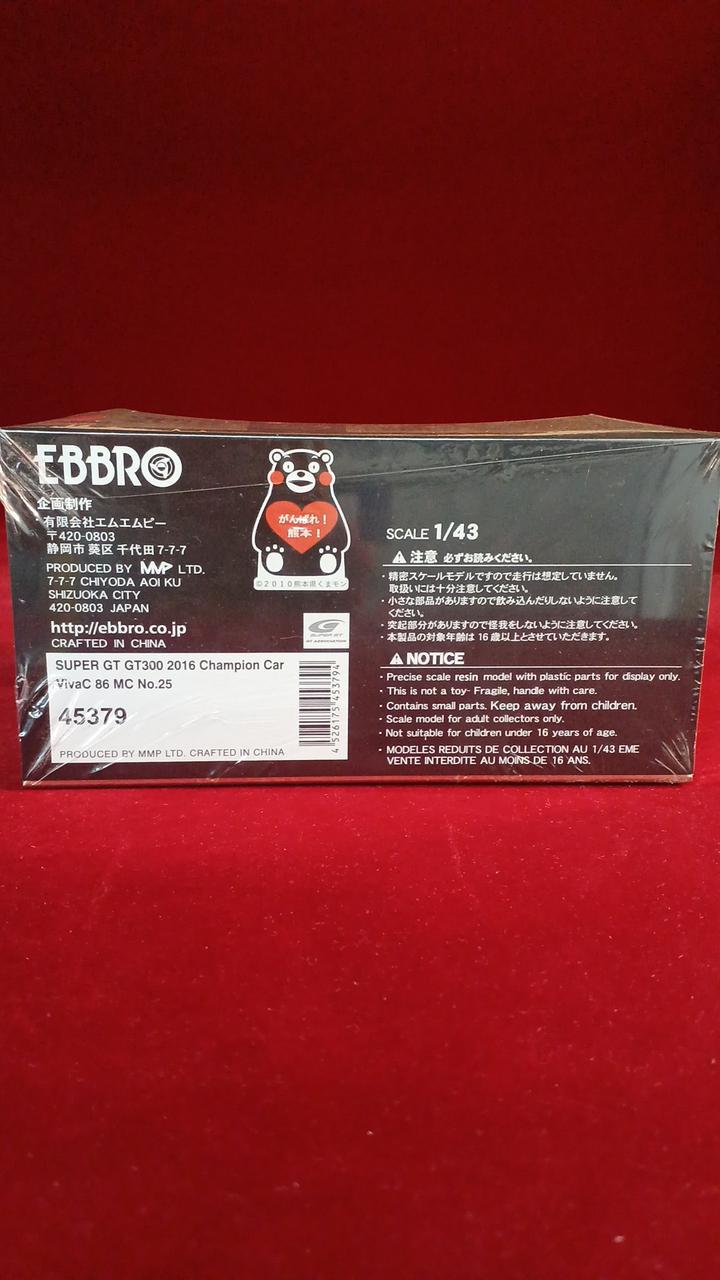 EBBRO
企画制作
有限会社エムエムピー
〒420-0803
静岡市 葵区 千代田 7-7-7
PRODUCED BY MMP LTD.
7-7-7 CHIYODA AOI KU
SHIZUOKA CITY
420-0803 JAPAN
http://ebbro.co.jp
CRAFTED IN CHINA
がんばれ!
熊本!
©2010熊本県くまモン
SUPER GT
GT ASSOCIATION
SUPER GT GT300 2016 Champion Car
VivaC 86 MC No.25
45379
PRODUCED BY MMP LTD. CRAFTED IN CHINA
4 526175 453794
SCALE 1/43
注意 必ずお読みください。
・精密スケールモデルですので走行は想定していません。
取扱いには十分注意してください。
・小さな部品がありますので飲み込んだりしないように注意して
ください。
・突起部分がありますので怪我をしないように注意してください。
・本製品の対象年齢は 16 歳以上とさせていただきます。
NOTICE
・Precise scale resin model with plastic parts for display only.
・This is not a toy- Fragile, handle with care.
・Contains small parts. Keep away from children.
・Scale model for adult collectors only.
・Not suitable for children under 16 years of age.
・MODELES REDUITS DE COLLECTION AU 1/43 EME
VENTE INTERDITE AU MOINS DE 16 ANS.